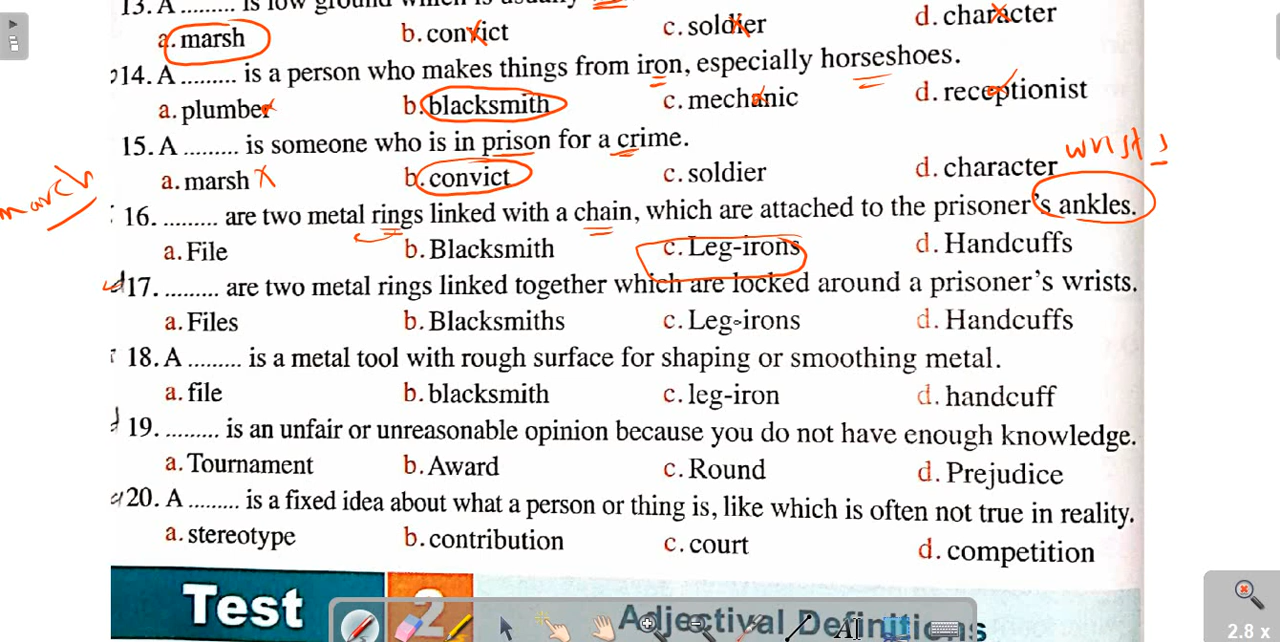 13. A ......... is low ground which is usually
a. marsh b. convict c. soldier d. character
14. A ......... is a person who makes things from iron, especially horseshoes.
a. plumber b. blacksmith c. mechanic d. receptionist
15. A ......... is someone who is in prison for a crime.
wrists
a. marsh b. convict c. soldier d. character
march
16. ......... are two metal rings linked with a chain, which are attached to the prisoner's ankles.
a. File b. Blacksmith c. Leg-irons d. Handcuffs
17. ......... are two metal rings linked together which are locked around a prisoner's wrists.
a. Files b. Blacksmiths c. Leg-irons d. Handcuffs
18. A ......... is a metal tool with rough surface for shaping or smoothing metal.
a. file b. blacksmith c. leg-iron d. handcuff
19. ......... is an unfair or unreasonable opinion because you do not have enough knowledge.
a. Tournament b. Award c. Round d. Prejudice
20. A ......... is a fixed idea about what a person or thing is, like which is often not true in reality.
a. stereotype b. contribution c. court d. competition
Test 2 Adjectival Definitions
2.8 x